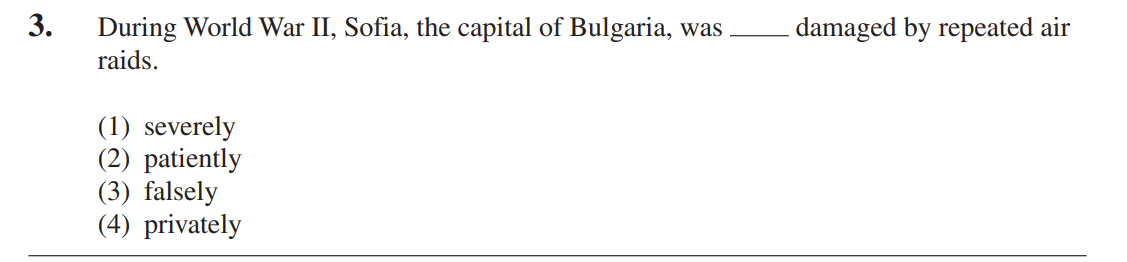 3. During World War II, Sofia, the capital of Bulgaria, was _____ damaged by repeated air
raids.
(1) severely
(2) patiently
(3) falsely
(4) privately